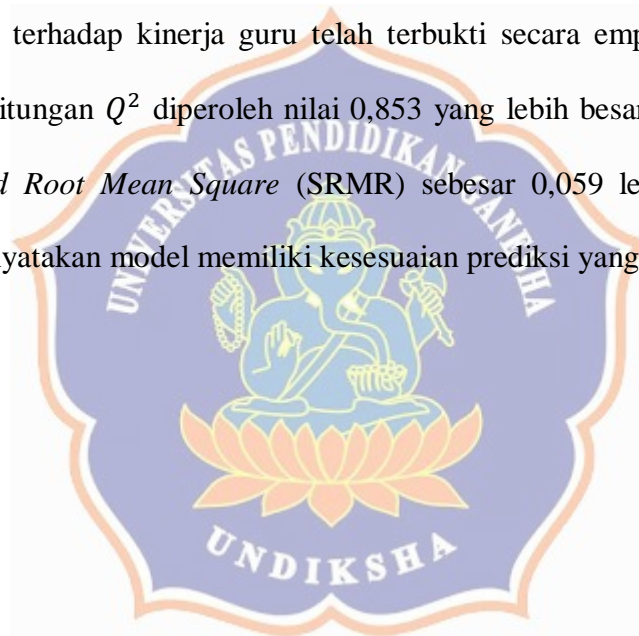 terhadap kinerja guru telah terbukti secara emp
itungan Q² diperoleh nilai 0,853 yang lebih besar
d Root Mean Square (SRMR) sebesar 0,059 le
yatakan model memiliki kesesuaian prediksi yang
UNIVERSITAS PENDIDIKAN GANESHA
UNDIKSHA